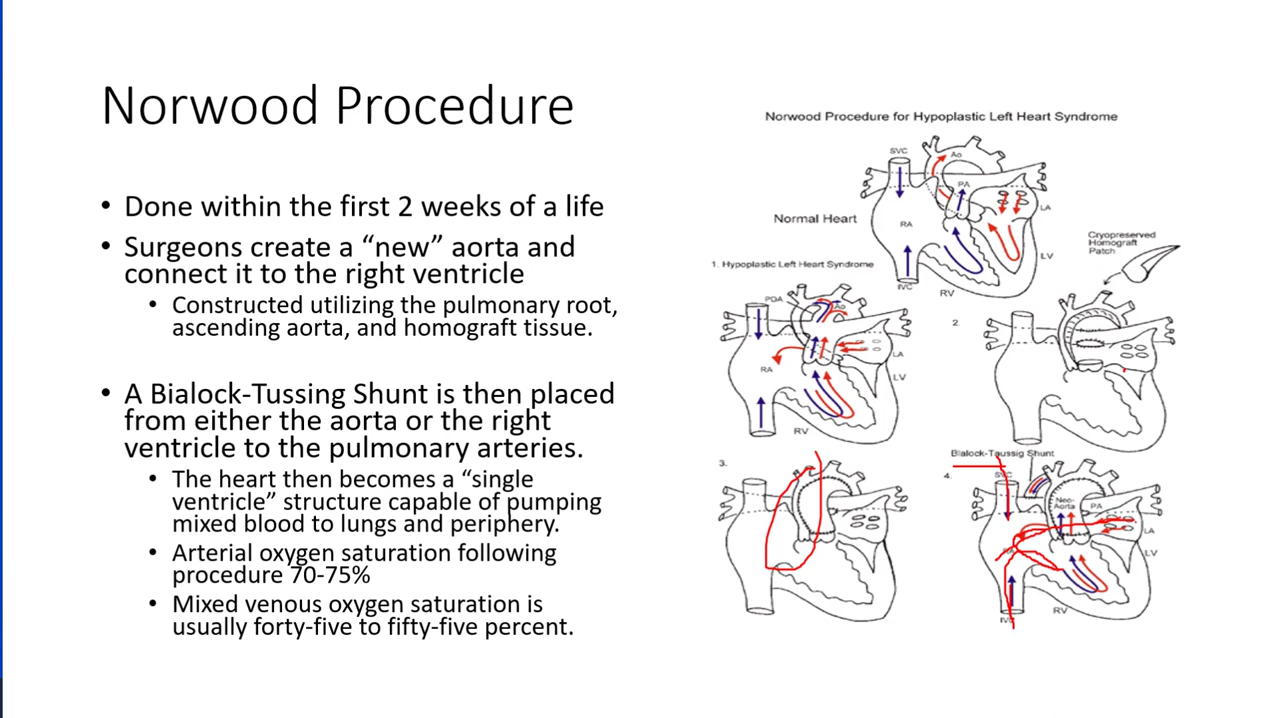 Norwood Procedure
• Done within the first 2 weeks of a life
• Surgeons create a “new” aorta and
connect it to the right ventricle
• Constructed utilizing the pulmonary root,
ascending aorta, and homograft tissue.
• A Bialock-Tussing Shunt is then placed
from either the aorta or the right
ventricle to the pulmonary arteries.
• The heart then becomes a “single
ventricle” structure capable of pumping
mixed blood to lungs and periphery.
• Arterial oxygen saturation following
procedure 70-75%
• Mixed venous oxygen saturation is
usually forty-five to fifty-five percent.
Norwood Procedure for Hypoplastic Left Heart Syndrome
SVC
Ao
PA
LA
Normal Heart
RA
LV
IVC
RV
Cryopreserved
Homograft
Patch
1. Hypoplastic Left Heart Syndrome
PDA
Ao
RA
LA
LV
RV
2.
3.
Blalock-Taussig Shunt
4.
SVC
Neo-
Aorta
PA
LA
LV
RV